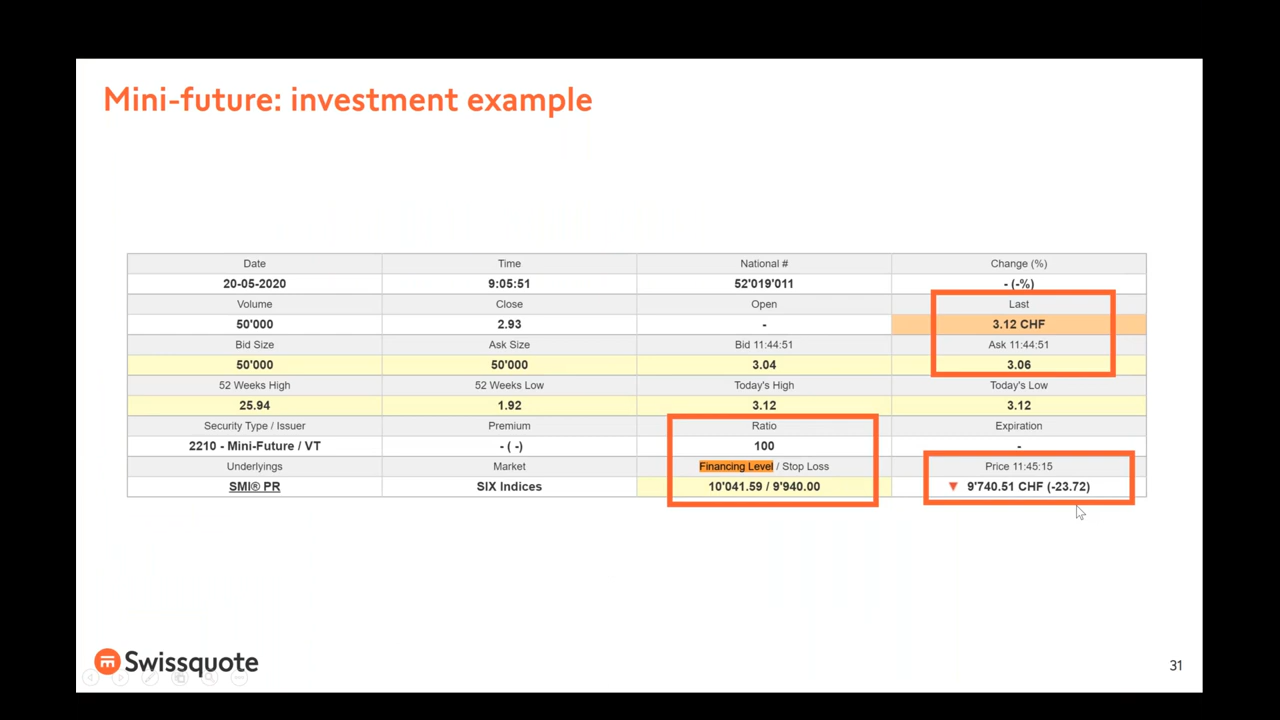 Mini-future: investment example
Date Time National # Change (%)
20-05-2020 9:05:51 52'019'011 - (-%)
Volume Close Open Last
50'000 2.93 - 3.12 CHF
Bid Size Ask Size Bid 11:44:51 Ask 11:44:51
50'000 50'000 3.04 3.06
52 Weeks High 52 Weeks Low Today's High Today's Low
25.94 1.92 3.12 3.12
Security Type / Issuer Premium Ratio Expiration
2210 - Mini-Future / VT - ( -) 100 -
Underlyings Market Financing Level / Stop Loss Price 11:45:15
SMI® PR SIX Indices 10'041.59 / 9'940.00 ▼ 9'740.51 CHF (-23.72)
Swissquote
31